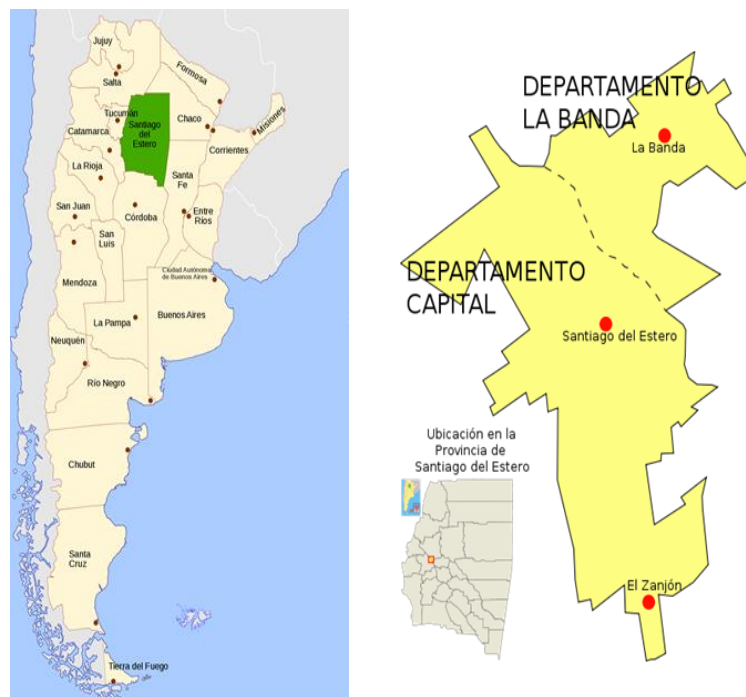 Jujuy
Salta
Formosa
Tucumán
Santiago
del
Estero
Chaco
Misiones
Catamarca
Corrientes
La Rioja
Santa
Fe
San Juan
Córdoba
Entre
Ríos
San
Luis
Mendoza
Ciudad Autónoma
de Buenos Aires
Buenos Aires
La Pampa
Neuquén
Río Negro
Chubut
Santa
Cruz
Tierra del Fuego
DEPARTAMENTO
LA BANDA
La Banda
DEPARTAMENTO
CAPITAL
Santiago del Estero
Ubicación en la
Provincia de
Santiago del Estero
El Zanjón